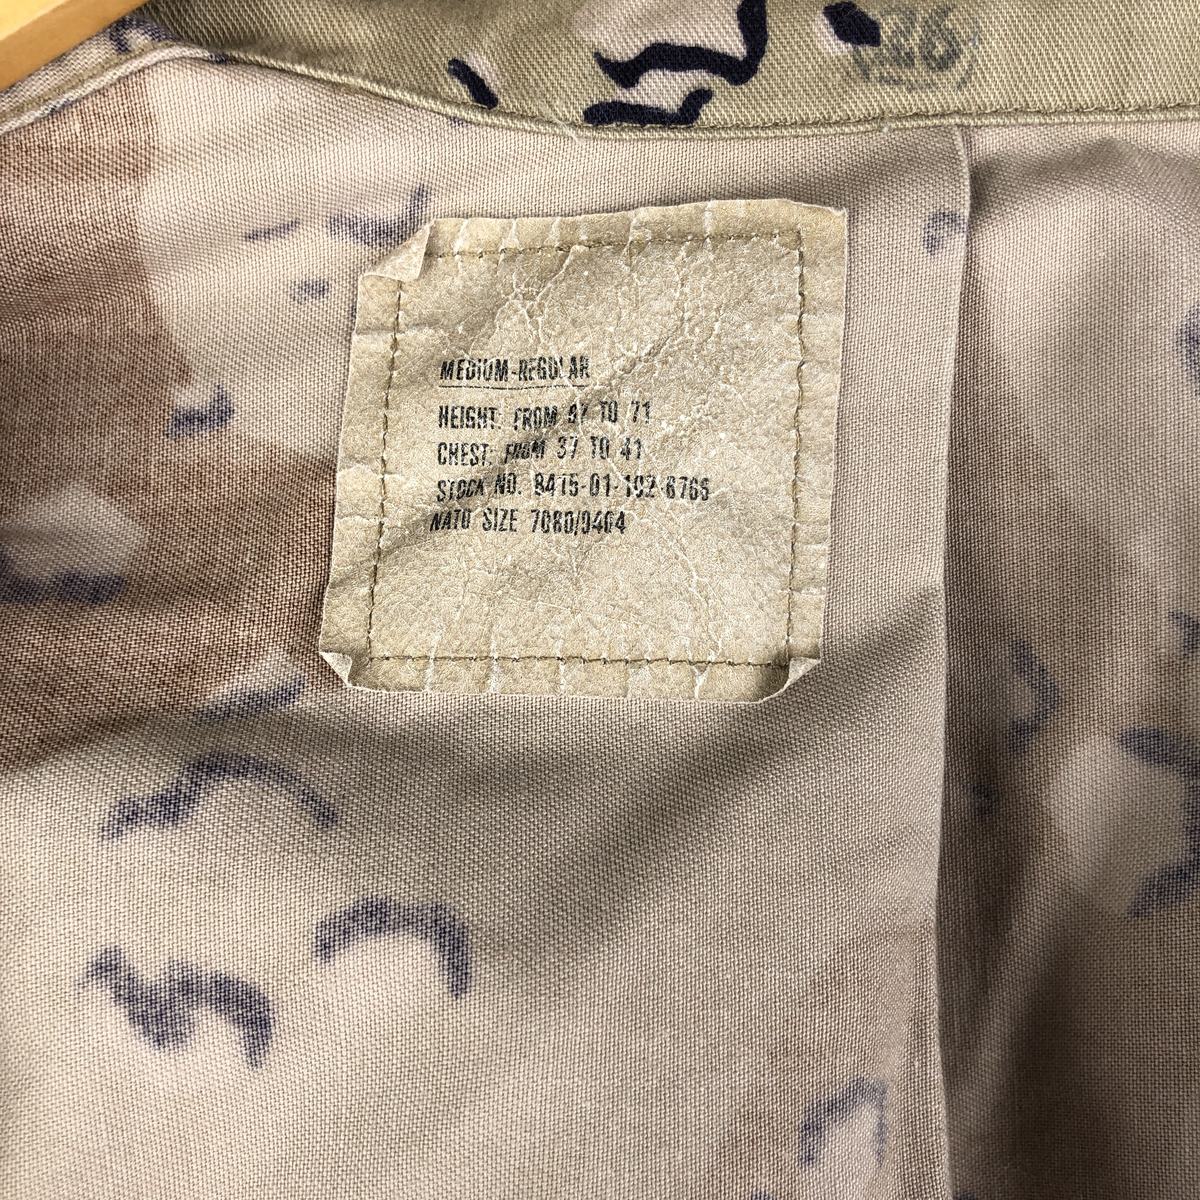 26
MEDIUM-REGULAR
HEIGHT: FROM 67 TO 71
CHEST: FROM 37 TO 41
STOCK NO. 8415-01-102-6766
NATO SIZE 7080/9404